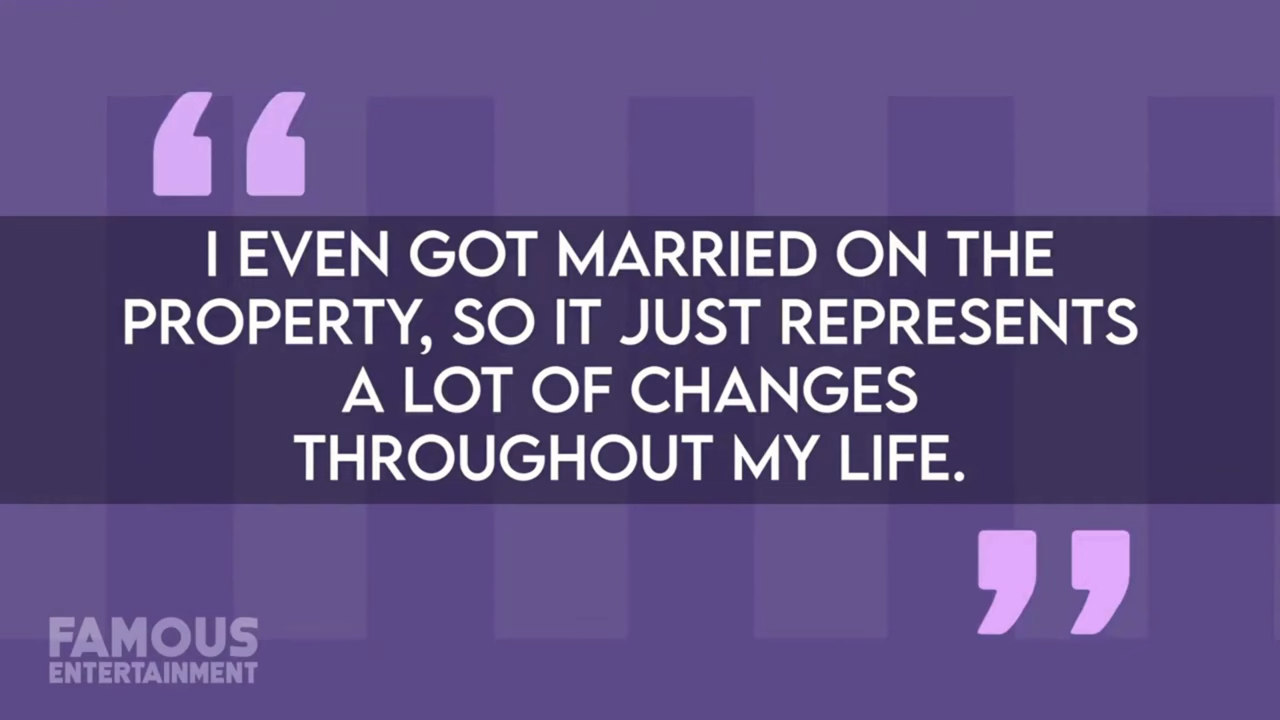 “
I EVEN GOT MARRIED ON THE
PROPERTY, SO IT JUST REPRESENTS
A LOT OF CHANGES
THROUGHOUT MY LIFE.
”
FAMOUS
ENTERTAINMENT